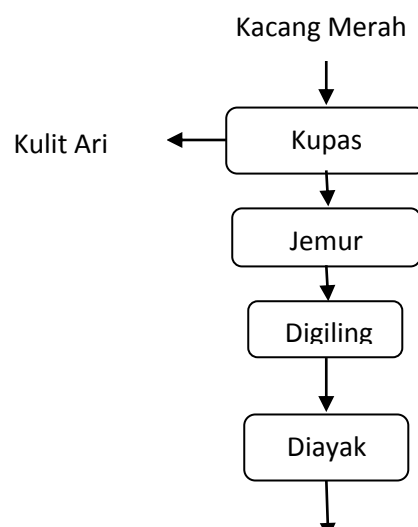 Kacang Merah
Kulit Ari
Kupas
Jemur
Digiling
Diayak